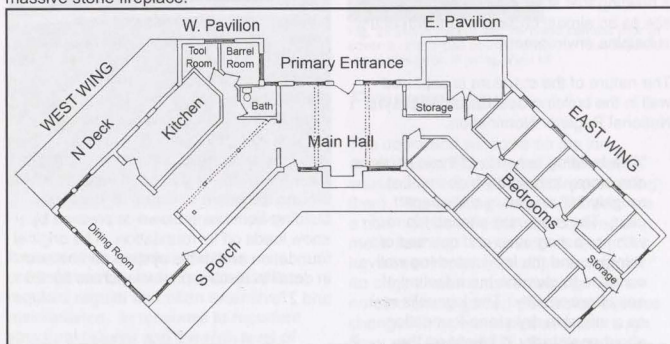 massive stone fireplace.
W. Pavilion
E. Pavilion
Tool
Room
Barrel
Room
Primary Entrance
WEST WING
N Deck
Kitchen
Bath
Storage
EAST WING
Main Hall
Bedrooms
Dining Room
S Porch
Storage